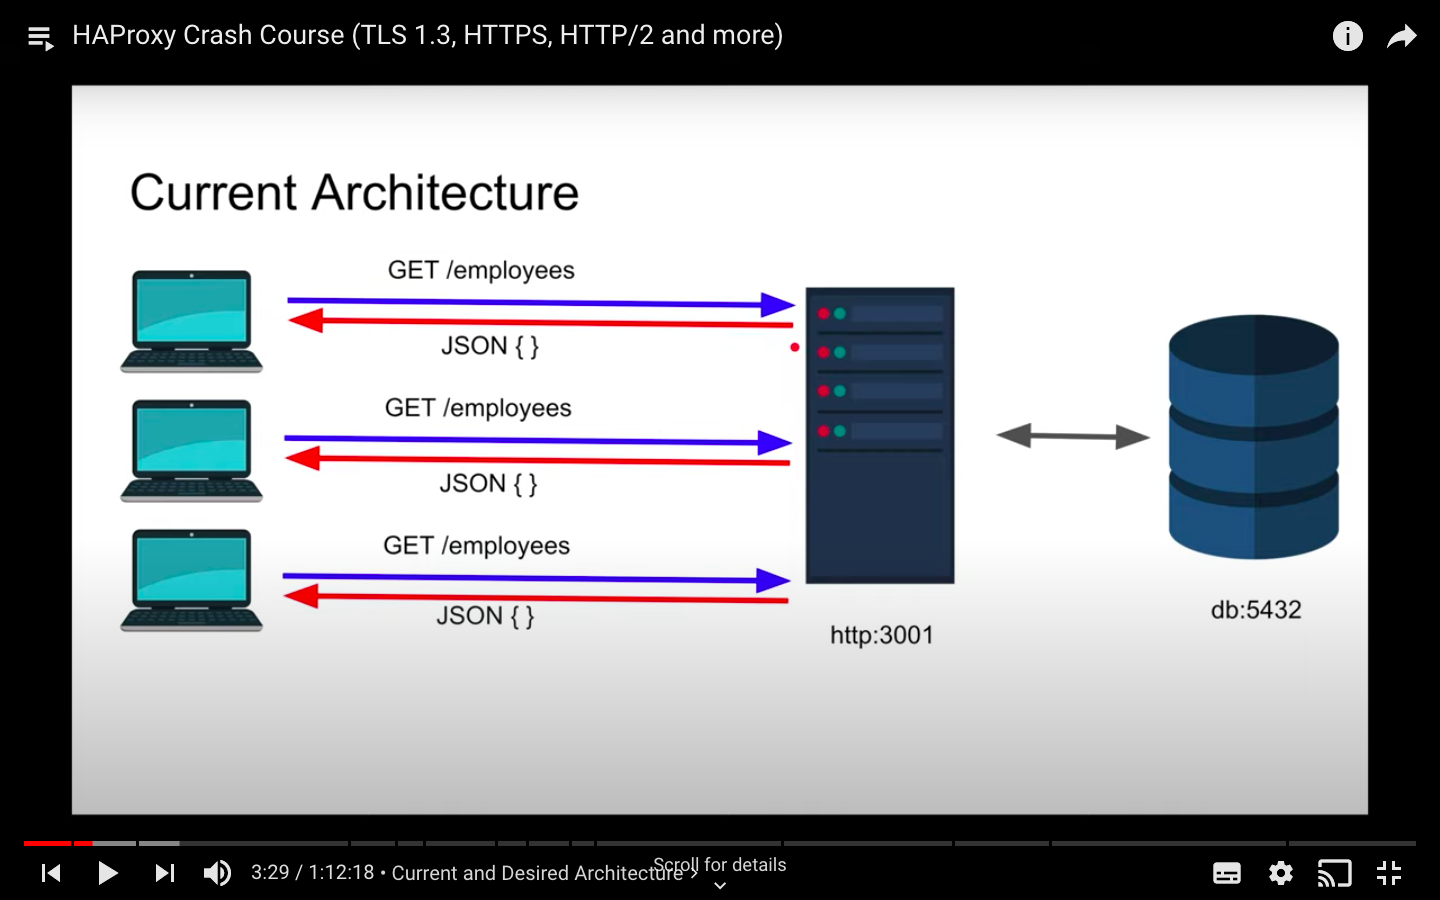 HAProxy Crash Course (TLS 1.3, HTTPS, HTTP/2 and more)
Current Architecture
GET /employees
JSON { }
GET /employees
JSON { }
GET /employees
JSON { }
http:3001
db:5432
3:29 / 1:12:18 • Current and Desired Architecture ›
Scroll for details